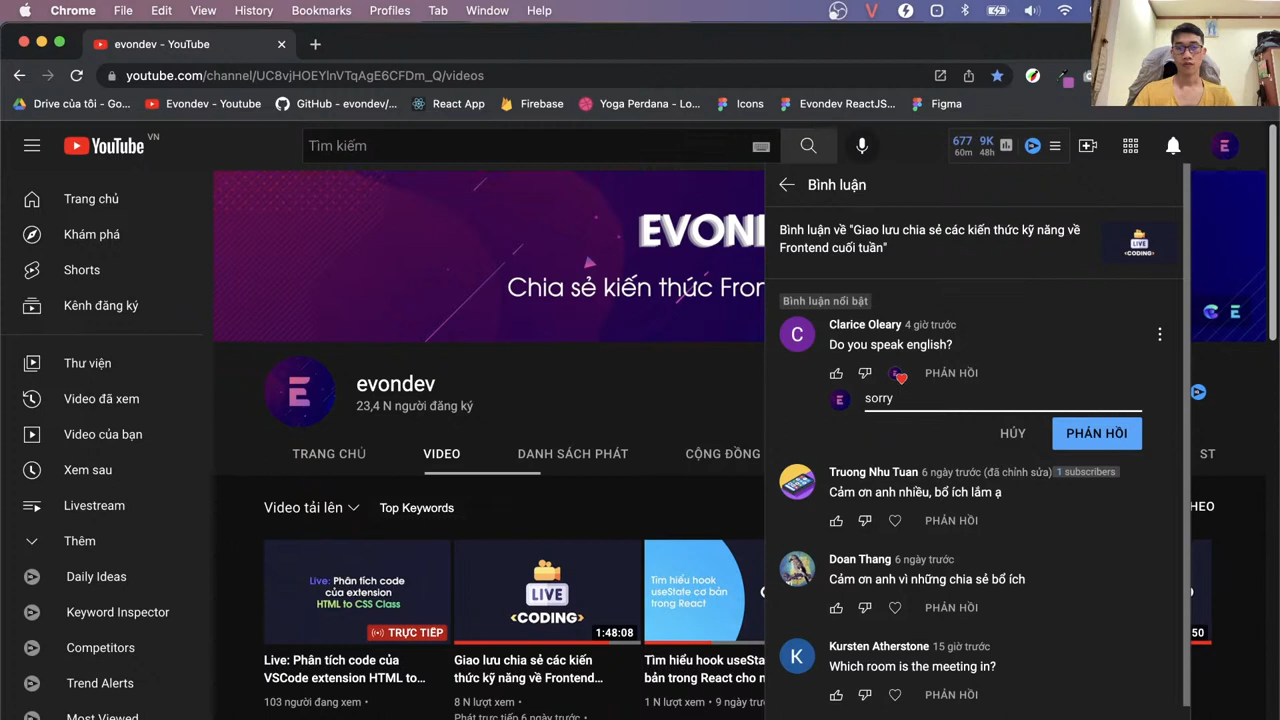 Chrome File Edit View History Bookmarks Profiles Tab Window Help
evondev - YouTube
youtube.com/channel/UC8vjHOEYlnVTqAgE6CFDm_Q/videos
Drive của tôi - Go... Evondev - Youtube GitHub - evondev/... React App Firebase Yoga Perdana - Lo... Icons Evondev ReactJS... Figma
YouTube VN
Tìm kiếm
677 9K
60m 48h
E
Trang chủ
Khám phá
Shorts
Kênh đăng ký
Thư viện
Video đã xem
Video của bạn
Xem sau
Livestream
Thêm
Daily Ideas
Keyword Inspector
Competitors
Trend Alerts
Most Viewed
EVOND
Chia sẻ kiến thức Fron
evondev
23,4 N người đăng ký
TRANG CHỦ VIDEO DANH SÁCH PHÁT CỘNG ĐỒNG
ST
Video tải lên Top Keywords
HEO
Live: Phân tích code
của extension
HTML to CSS Class
TRỰC TIẾP
LIVE
<CODING>
1:48:08
Tìm hiểu hook
useState cơ bản
trong React
50
Live: Phân tích code của
VSCode extension HTML to...
103 người đang xem •
Giao lưu chia sẻ các kiến
thức kỹ năng về Frontend...
8 N lượt xem •
Phát trực tiếp 6 ngày trước •
Tìm hiểu hook useSta
bản trong React cho n
1 N lượt xem • 9 ngày trư
Bình luận
Bình luận về "Giao lưu chia sẻ các kiến thức kỹ năng về
Frontend cuối tuần"
LIVE
<CODING>
Bình luận nổi bật
C
Clarice Oleary 4 giờ trước
Do you speak english?
PHẢN HỒI
E
sorry
HỦY PHẢN HỒI
Truong Nhu Tuan 6 ngày trước (đã chỉnh sửa) 1 subscribers
Cảm ơn anh nhiều, bổ ích lắm ạ
PHẢN HỒI
Doan Thang 6 ngày trước
Cảm ơn anh vì những chia sẻ bổ ích
PHẢN HỒI
K
Kursten Atherstone 15 giờ trước
Which room is the meeting in?
PHẢN HỒI